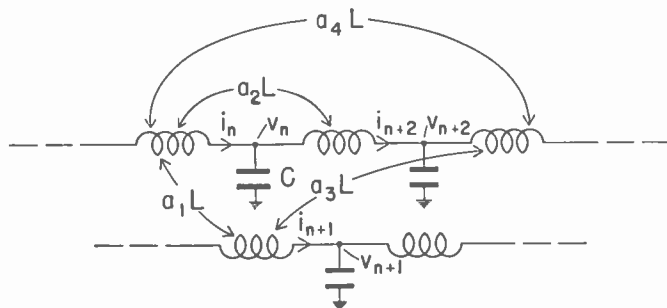 a₄L
a₂L
iₙ vₙ iₙ₊₂ vₙ₊₂
C
a₁L a₃L
iₙ₊₁
vₙ₊₁